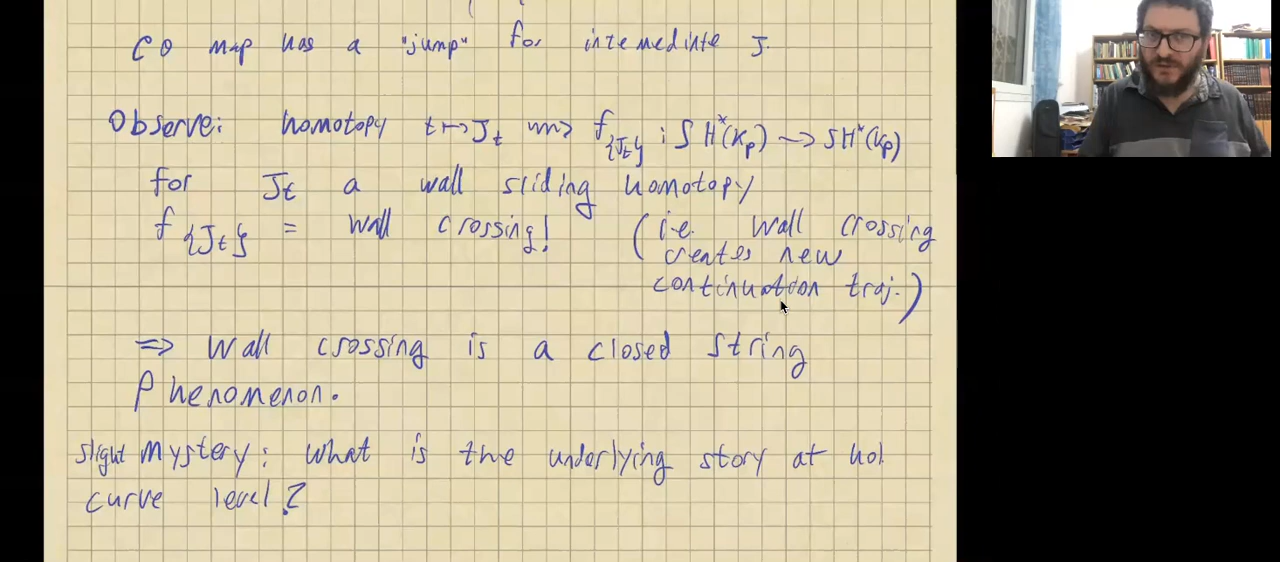 CO map has a "jump" for intermediate J.
Observe: homotopy t↦J_t ⇝ f_{J_t} : SH*(K_p) → SH*(K_p)
for J_t a wall sliding homotopy
f_{J_t} = wall crossing! (i.e. wall crossing
creates new
continuation traj.)
⇒ Wall crossing is a closed string
Phenomenon.
slight mystery: what is the underlying story at hol.
curve level?